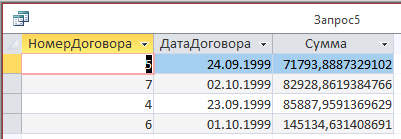 Запрос5
НомерДоговора ДатаДоговора Сумма
5 24.09.1999 71793,8887329102
7 02.10.1999 82928,8619384766
4 23.09.1999 85887,9591369629
6 01.10.1999 145134,631408691